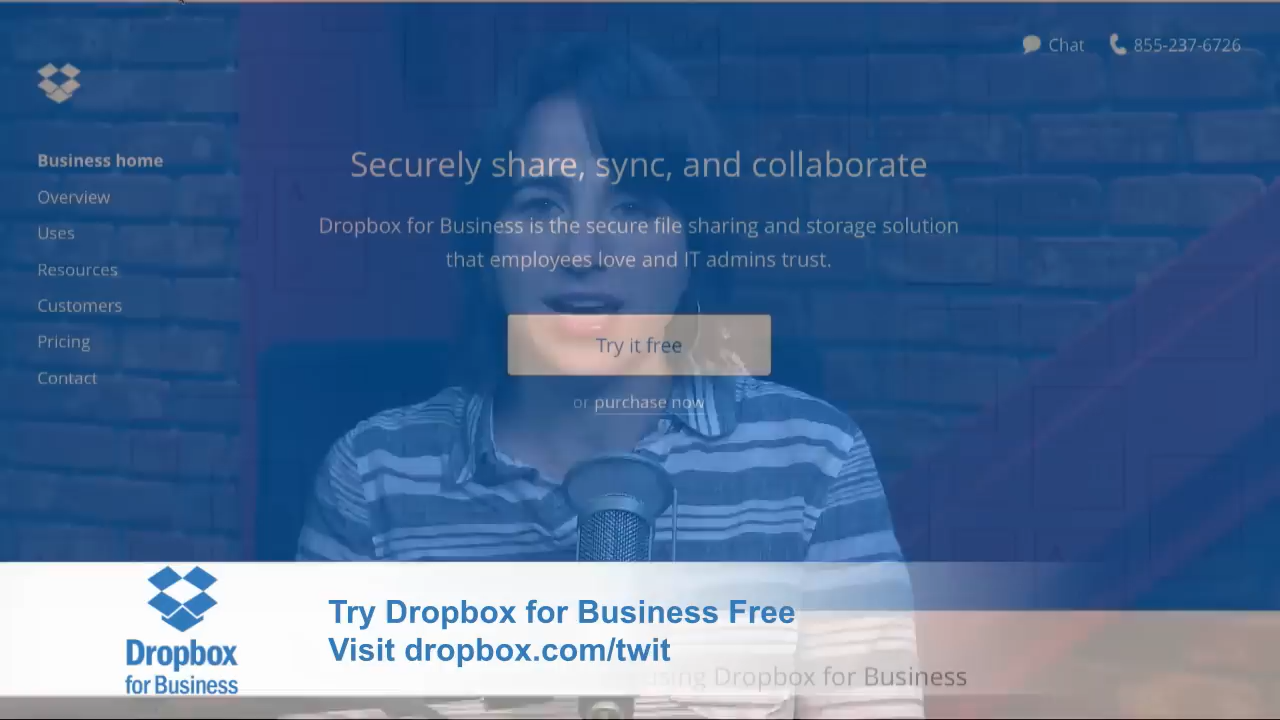 Chat 855-237-6726
Business home
Overview
Uses
Resources
Customers
Pricing
Contact
Securely share, sync, and collaborate
Dropbox for Business is the secure file sharing and storage solution
that employees love and IT admins trust.
Try it free
or purchase now
Dropbox
for Business
Try Dropbox for Business Free
Visit dropbox.com/twit
using Dropbox for Business